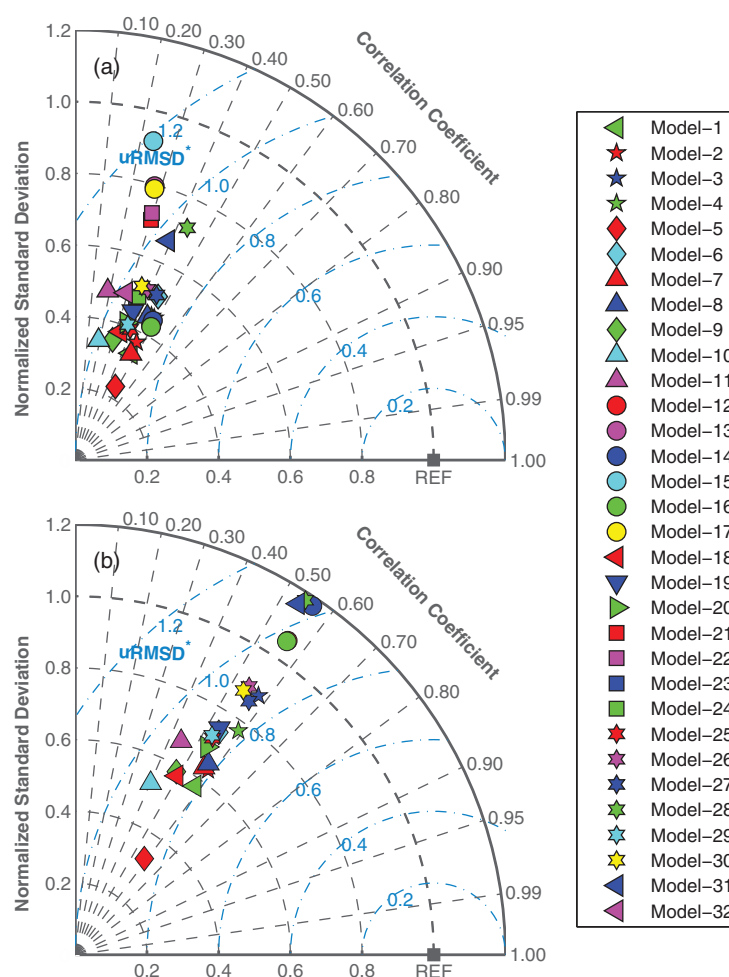 1.2
0.10
0.20
0.30
0.40
0.50
0.60
0.70
0.80
0.90
0.95
0.99
1.00
(a)
Correlation Coefficient
Normalized Standard Deviation
1.0
0.8
0.6
0.4
0.2
1.2
uRMSD*
1.0
0.8
0.6
0.4
0.2
0.2
0.4
0.6
0.8
REF
1.2
0.10
0.20
0.30
0.40
0.50
0.60
0.70
0.80
0.90
0.95
0.99
1.00
(b)
Correlation Coefficient
Normalized Standard Deviation
1.0
0.8
0.6
0.4
0.2
1.2
uRMSD*
1.0
0.8
0.6
0.4
0.2
0.2
0.4
0.6
0.8
REF
Model-1
Model-2
Model-3
Model-4
Model-5
Model-6
Model-7
Model-8
Model-9
Model-10
Model-11
Model-12
Model-13
Model-14
Model-15
Model-16
Model-17
Model-18
Model-19
Model-20
Model-21
Model-22
Model-23
Model-24
Model-25
Model-26
Model-27
Model-28
Model-29
Model-30
Model-31
Model-32